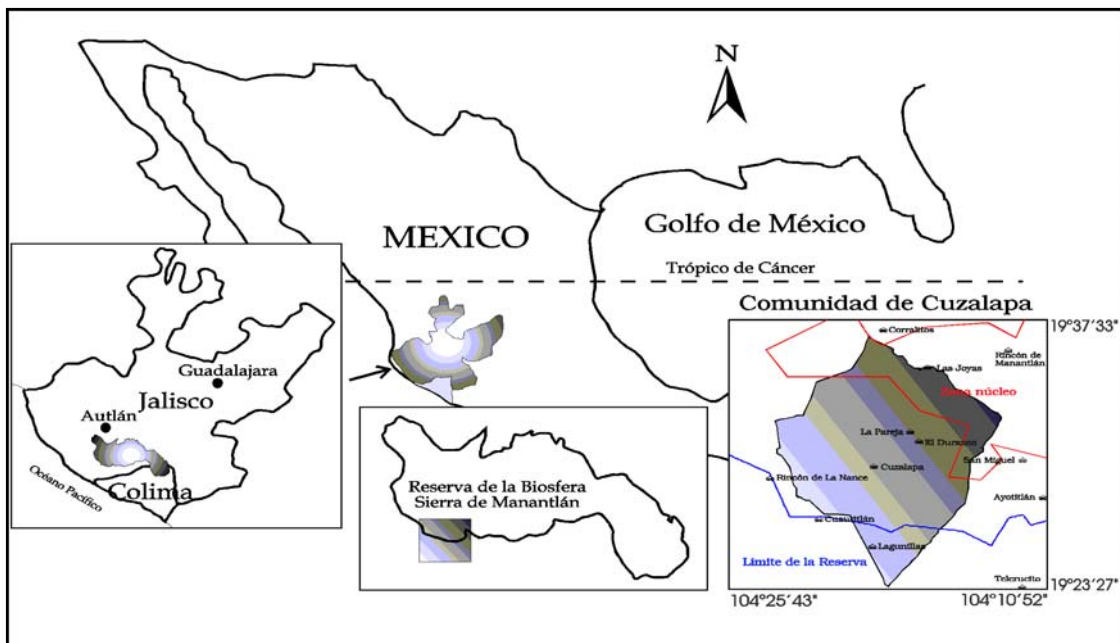 N
MEXICO
Golfo de México
Trópico de Cáncer
Guadalajara
Jalisco
Autlán
Colima
Océano Pacífico
Reserva de la Biosfera
Sierra de Manantlán
Comunidad de Cuzalapa
19°37'33"
Corralitos
Rincón de
Manantlán
Las Joyas
Zona núcleo
La Pareja
El Durazno
San Miguel
Cuzalapa
Rincón de La Nance
Ayotitlán
Cuautitlán
Lagunillas
Límite de la Reserva
19°23'27"
104°25'43"
104°10'52"